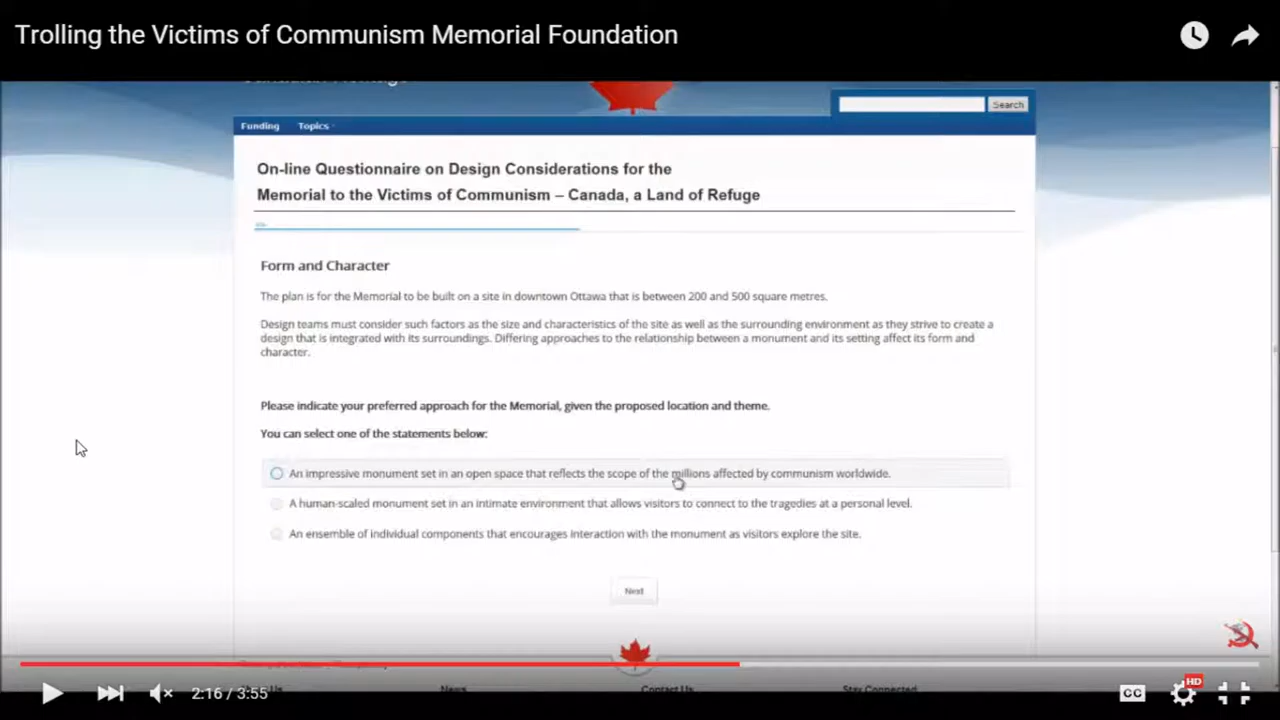 Trolling the Victims of Communism Memorial Foundation
Canadian Heritage
Search
Funding Topics
On-line Questionnaire on Design Considerations for the
Memorial to the Victims of Communism – Canada, a Land of Refuge
Form and Character
The plan is for the Memorial to be built on a site in downtown Ottawa that is between 200 and 500 square metres.
Design teams must consider such factors as the size and characteristics of the site as well as the surrounding environment as they strive to create a
design that is integrated with its surroundings. Differing approaches to the relationship between a monument and its setting affect its form and
character.
Please indicate your preferred approach for the Memorial, given the proposed location and theme.
You can select one of the statements below:
An impressive monument set in an open space that reflects the scope of the millions affected by communism worldwide.
A human-scaled monument set in an intimate environment that allows visitors to connect to the tragedies at a personal level.
An ensemble of individual components that encourages interaction with the monument as visitors explore the site.
Next
About Us News Contact Us Stay Connected
2:16 / 3:55 CC HD